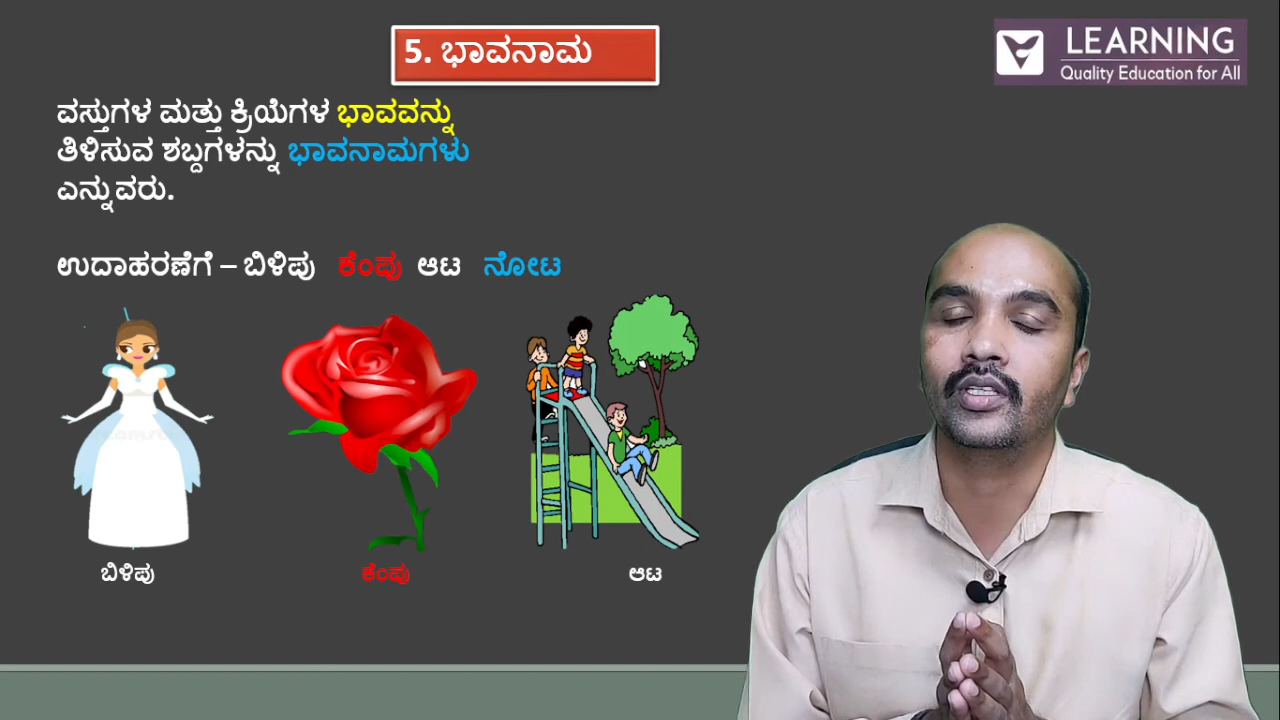 5. ಭಾವನಾಮ
LEARNING
Quality Education for All
ವಸ್ತುಗಳ ಮತ್ತು ಕ್ರಿಯೆಗಳ ಭಾವವನ್ನು
ತಿಳಿಸುವ ಶಬ್ದಗಳನ್ನು ಭಾವನಾಮಗಳು
ಎನ್ನುವರು.
ಉದಾಹರಣೆಗೆ – ಬಿಳಿಪು ಕೆಂಪು ಆಟ ನೋಟ
ಬಿಳಿಪು
ಕೆಂಪು
ಆಟ